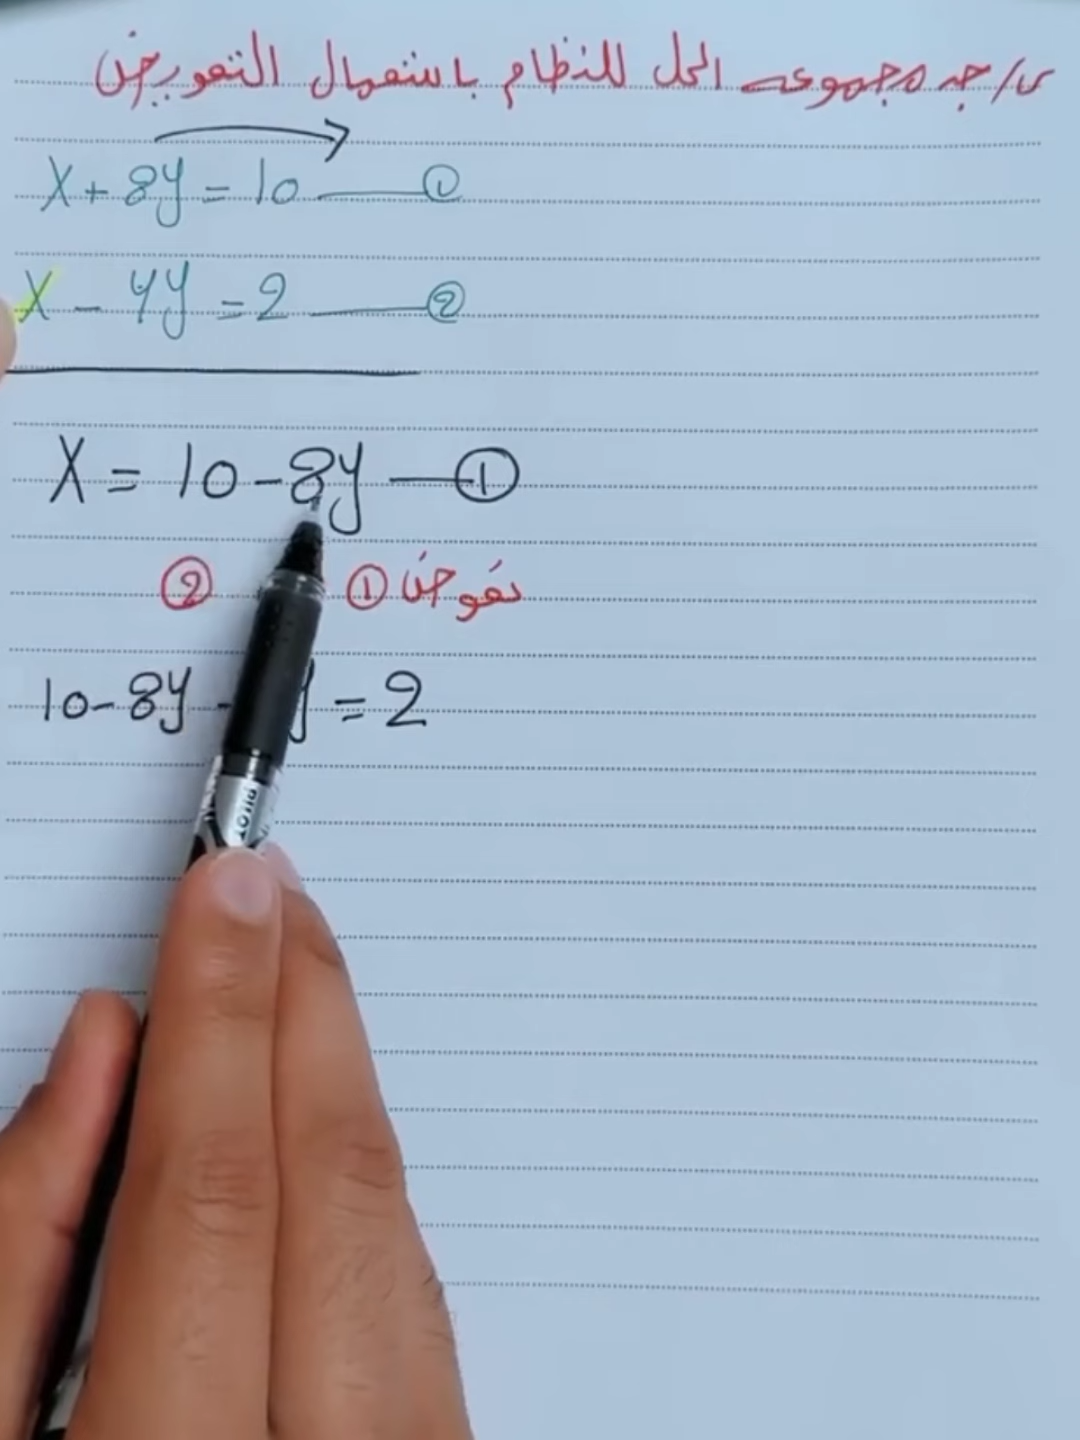 س/ جد مجموعة الحل للنظام باستعمال التعويض
x + 8y = 10 ①
x - 4y = 2 ②
x = 10 - 8y ①
نعوض ① ②
10 - 8y - y = 2
PILOT